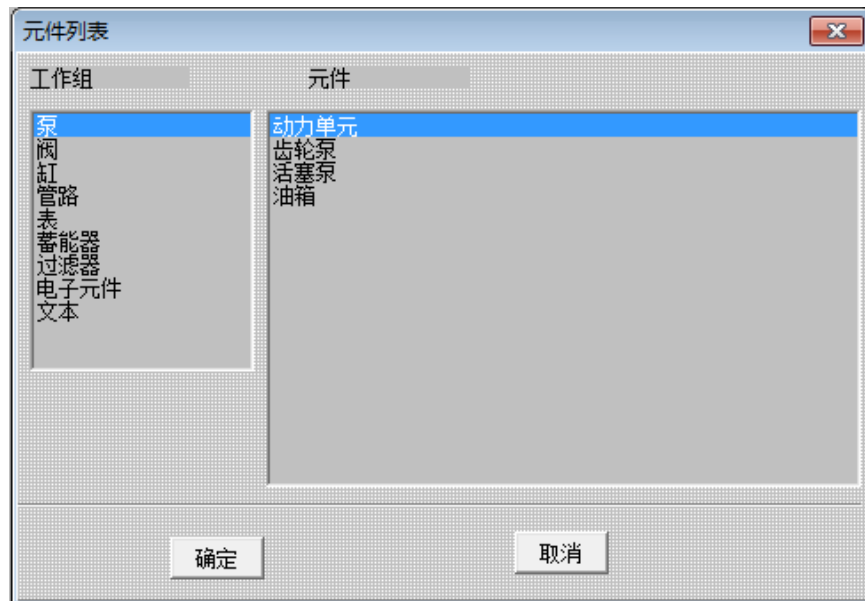 元件列表
工作组
元件
泵
阀
缸
管路
表
蓄能器
过滤器
电子元件
文本
动力单元
齿轮泵
活塞泵
油箱
确定
取消